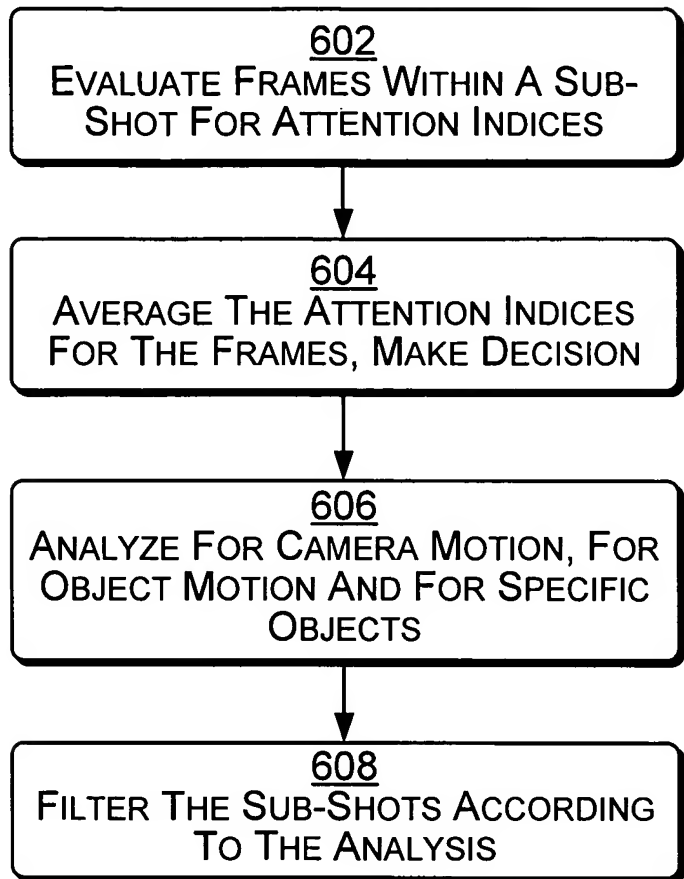 602
EVALUATE FRAMES WITHIN A SUB-
SHOT FOR ATTENTION INDICES
604
AVERAGE THE ATTENTION INDICES
FOR THE FRAMES, MAKE DECISION
606
ANALYZE FOR CAMERA MOTION, FOR
OBJECT MOTION AND FOR SPECIFIC
OBJECTS
608
FILTER THE SUB-SHOTS ACCORDING
TO THE ANALYSIS